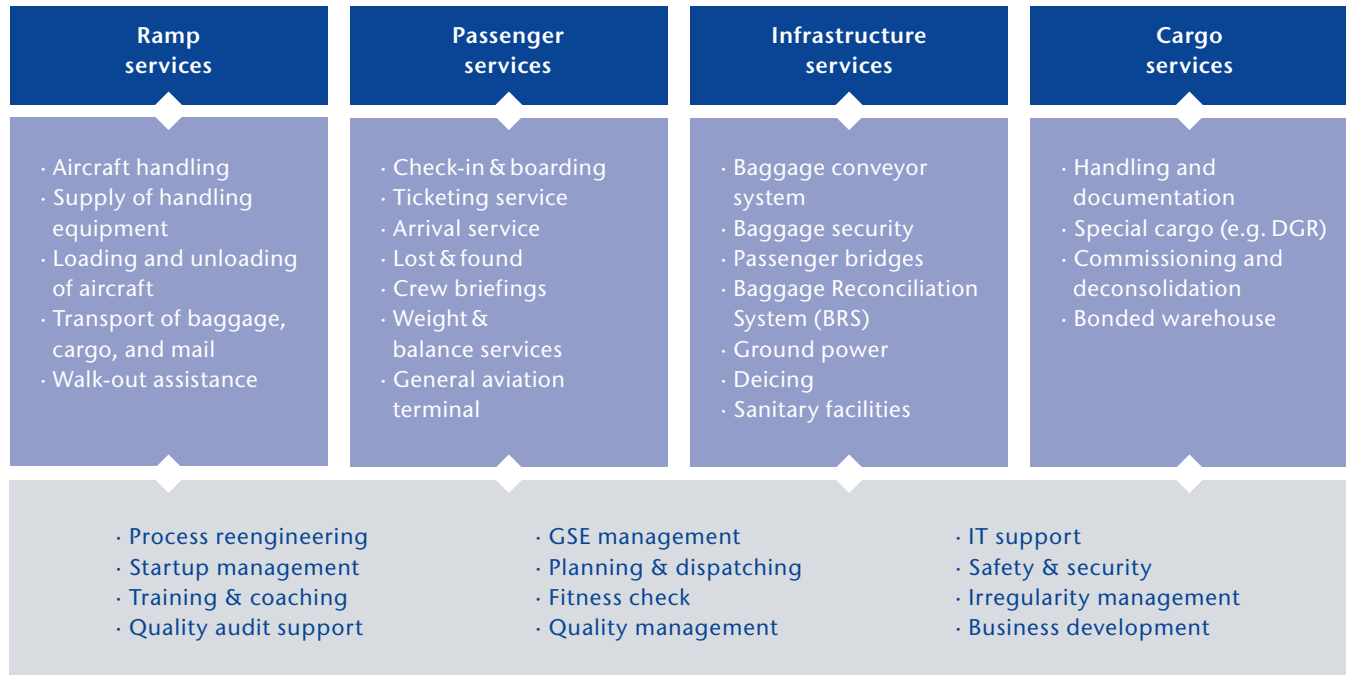 Ramp
services
· Aircraft handling
· Supply of handling
equipment
· Loading and unloading
of aircraft
· Transport of baggage,
cargo, and mail
· Walk-out assistance
Passenger
services
· Check-in & boarding
· Ticketing service
· Arrival service
· Lost & found
· Crew briefings
· Weight &
balance services
· General aviation
terminal
Infrastructure
services
· Baggage conveyor
system
· Baggage security
· Passenger bridges
· Baggage Reconciliation
System (BRS)
· Ground power
· Deicing
· Sanitary facilities
Cargo
services
· Handling and
documentation
· Special cargo (e.g. DGR)
· Commissioning and
deconsolidation
· Bonded warehouse
· Process reengineering
· Startup management
· Training & coaching
· Quality audit support
· GSE management
· Planning & dispatching
· Fitness check
· Quality management
· IT support
· Safety & security
· Irregularity management
· Business development